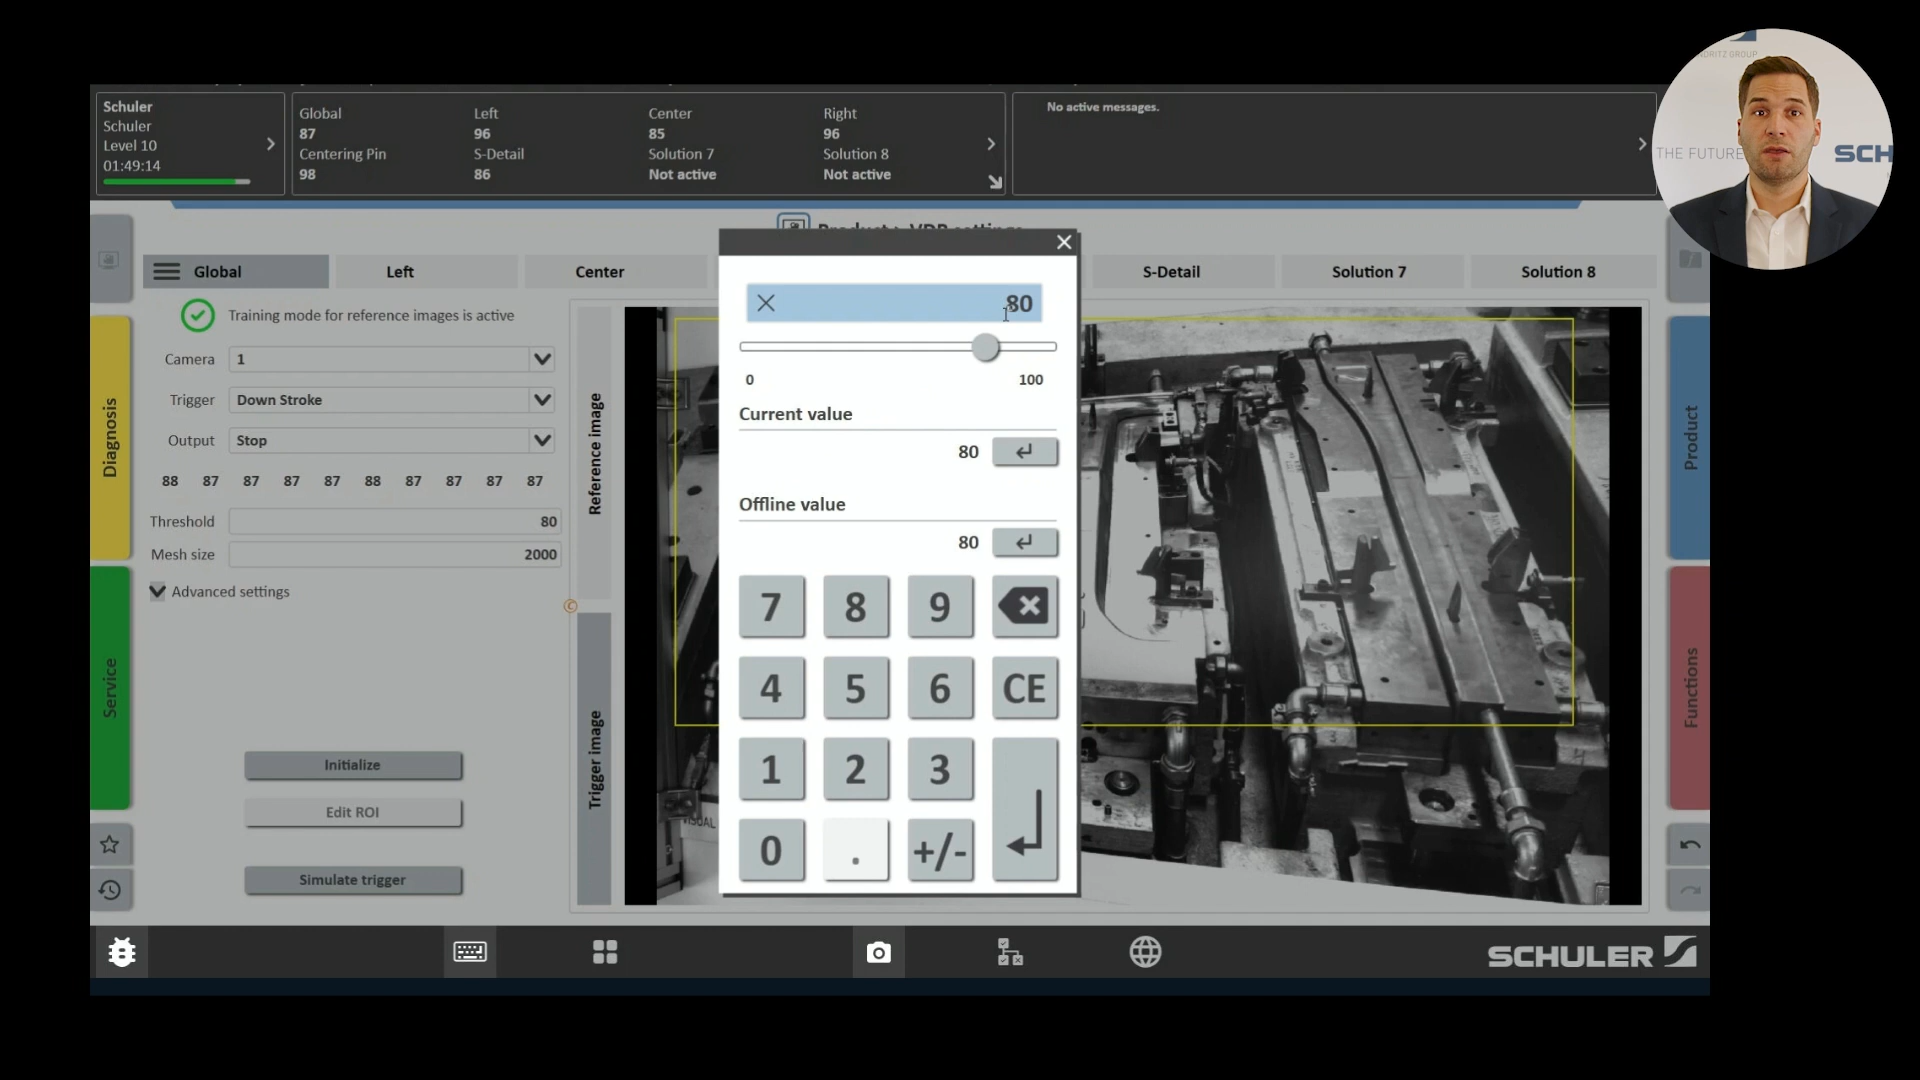 Schuler
Schuler
Level 10
01:49:14
Global
87
Centering Pin
98
Left
96
S-Detail
86
Center
85
Solution 7
Not active
Right
96
Solution 8
Not active
No active messages.
THE FUTURE
SCH
Global
Left
Center
S-Detail
Solution 7
Solution 8
Training mode for reference images is active
Camera 1
Trigger Down Stroke
Output Stop
88 87 87 87 87 88 87 87 87 87
Threshold 80
Mesh size 2000
Advanced settings
Initialize
Edit ROI
Simulate trigger
Diagnosis
Service
Reference image
Trigger image
80
0 100
Current value
80
Offline value
80
7 8 9
4 5 6 CE
1 2 3
0 . +/-
Product
Functions
SCHULER